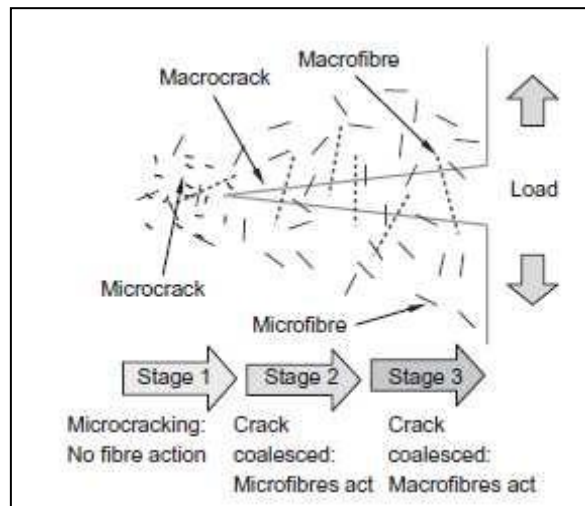 Macrofibre
Macrocrack
Load
Microcrack
Microfibre
Stage 1 Stage 2 Stage 3
Microcracking: Crack Crack
No fibre action coalesced: coalesced:
Microfibres act Macrofibres act